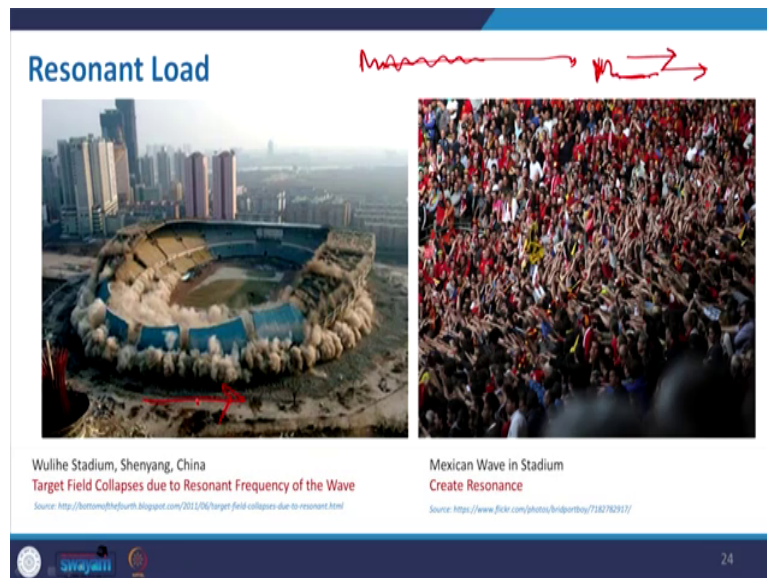 Resonant Load
Wulihe Stadium, Shenyang, China
Target Field Collapses due to Resonant Frequency of the Wave
Source: http://bottomofthefourth.blogspot.com/2011/06/target-field-collapses-due-to-resonant.html
Mexican Wave in Stadium
Create Resonance
Source: https://www.flickr.com/photos/bridportboy/7182782917/
swayam
24